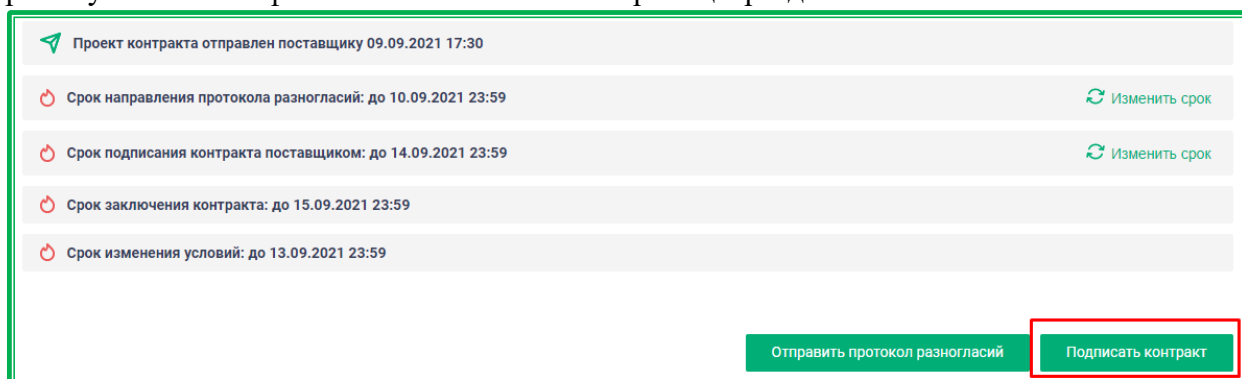 Проект контракта отправлен поставщику 09.09.2021 17:30
Срок направления протокола разногласий: до 10.09.2021 23:59 Изменить срок
Срок подписания контракта поставщиком: до 14.09.2021 23:59 Изменить срок
Срок заключения контракта: до 15.09.2021 23:59
Срок изменения условий: до 13.09.2021 23:59
Отправить протокол разногласий Подписать контракт